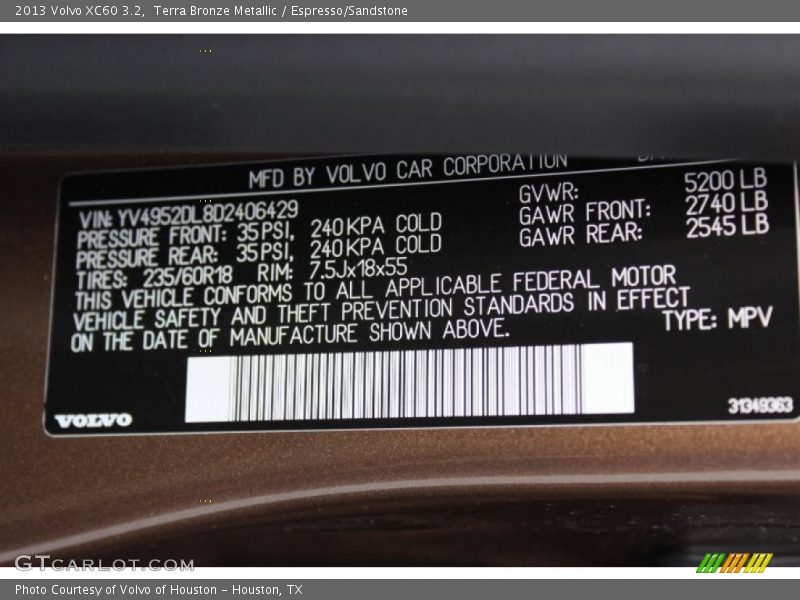 2013 Volvo XC60 3.2,  Terra Bronze Metallic / Espresso/Sandstone
MFD BY VOLVO CAR CORPORATION
VIN: YV4952DL8D2406429
PRESSURE FRONT: 35 PSI, 240 KPA COLD
PRESSURE REAR: 35 PSI, 240 KPA COLD
TIRES: 235/60R18 RIM: 7.5Jx18x55
GVWR: 5200 LB
GAWR FRONT: 2740 LB
GAWR REAR: 2545 LB
THIS VEHICLE CONFORMS TO ALL APPLICABLE FEDERAL MOTOR
VEHICLE SAFETY AND THEFT PREVENTION STANDARDS IN EFFECT
ON THE DATE OF MANUFACTURE SHOWN ABOVE.
TYPE: MPV
VOLVO
31349363
GTCARLOT.COM
Photo Courtesy of Volvo of Houston - Houston, TX